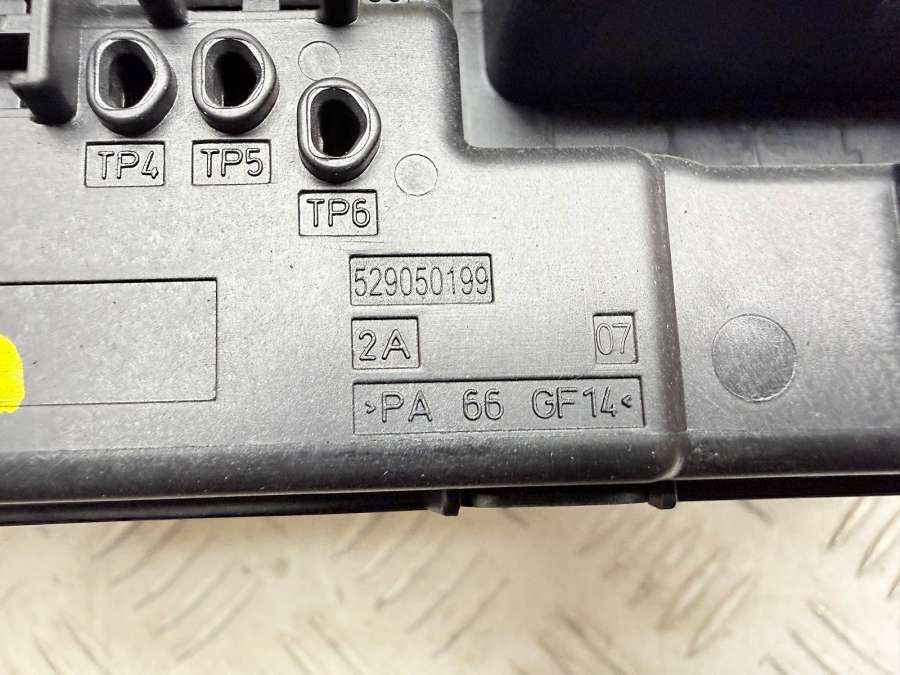 TP4 TP5
TP6
529050199
2A 07
>PA 66 GF14<